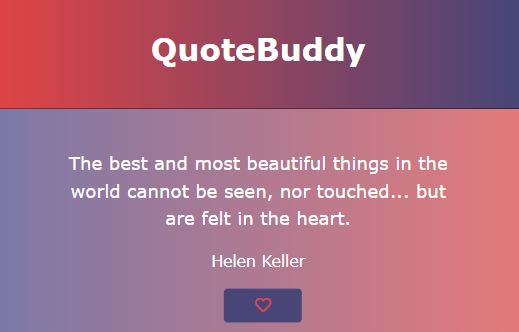 QuoteBuddy
The best and most beautiful things in the
world cannot be seen, nor touched... but
are felt in the heart.
Helen Keller